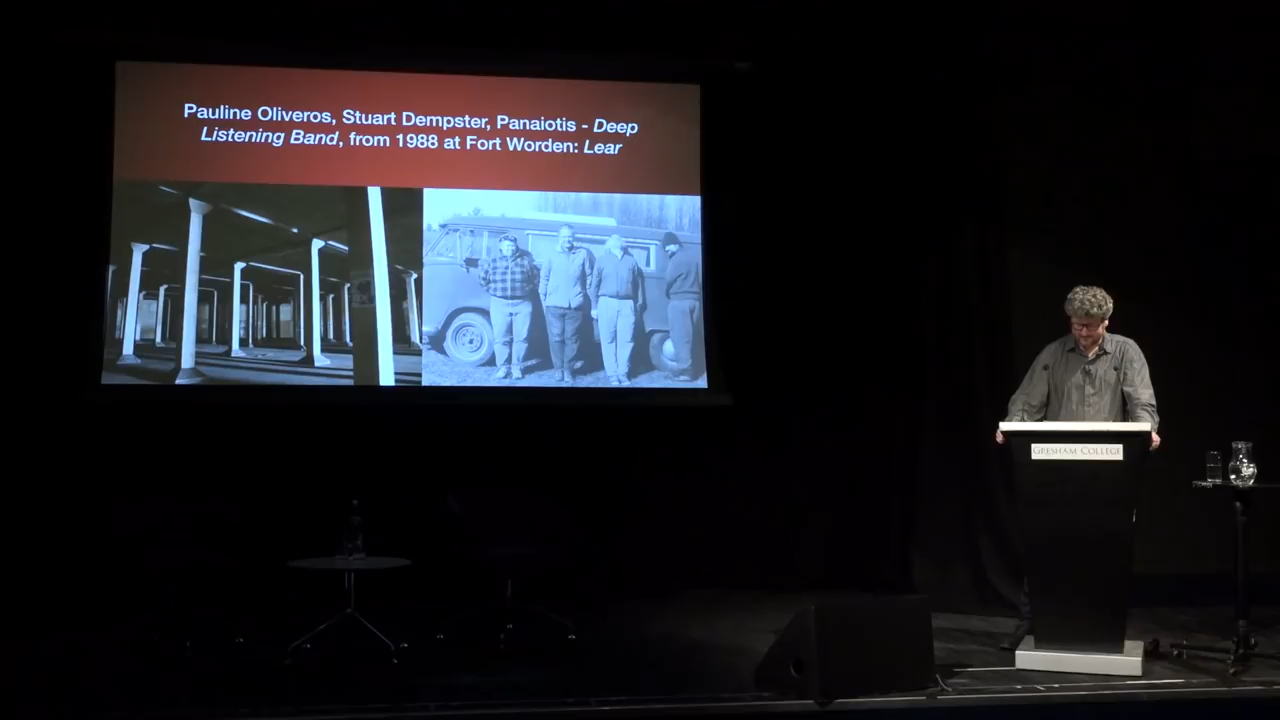 Pauline Oliveros, Stuart Dempster, Panaiotis - Deep
Listening Band, from 1988 at Fort Worden: Lear
GRESHAM COLLEGE